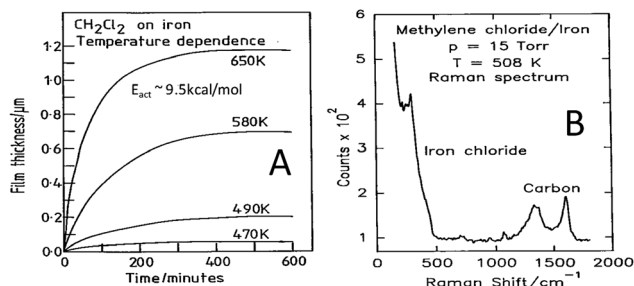 CH₂Cl₂ on iron
Temperature dependence
1·2
1·0
0·8
0·6
0·4
0·2
0·0
Film thickness/μm
650K
E_act ~ 9.5kcal/mol
580K
A
490K
470K
0
200
400
600
Time/minutes
Methylene chloride/Iron
p = 15 Torr
T = 508 K
Raman spectrum
6
5
4
3
2
1
Counts x 10²
B
Iron chloride
Carbon
0
500
1000
1500
2000
Raman Shift/cm⁻¹